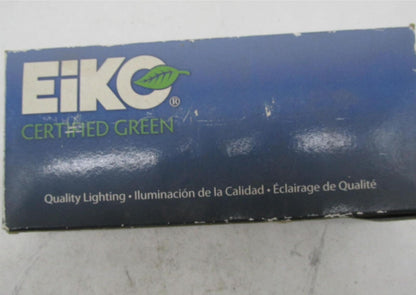 EiKO®
CERTIFIED GREEN
Quality Lighting • Iluminación de la Calidad • Éclairage de Qualité